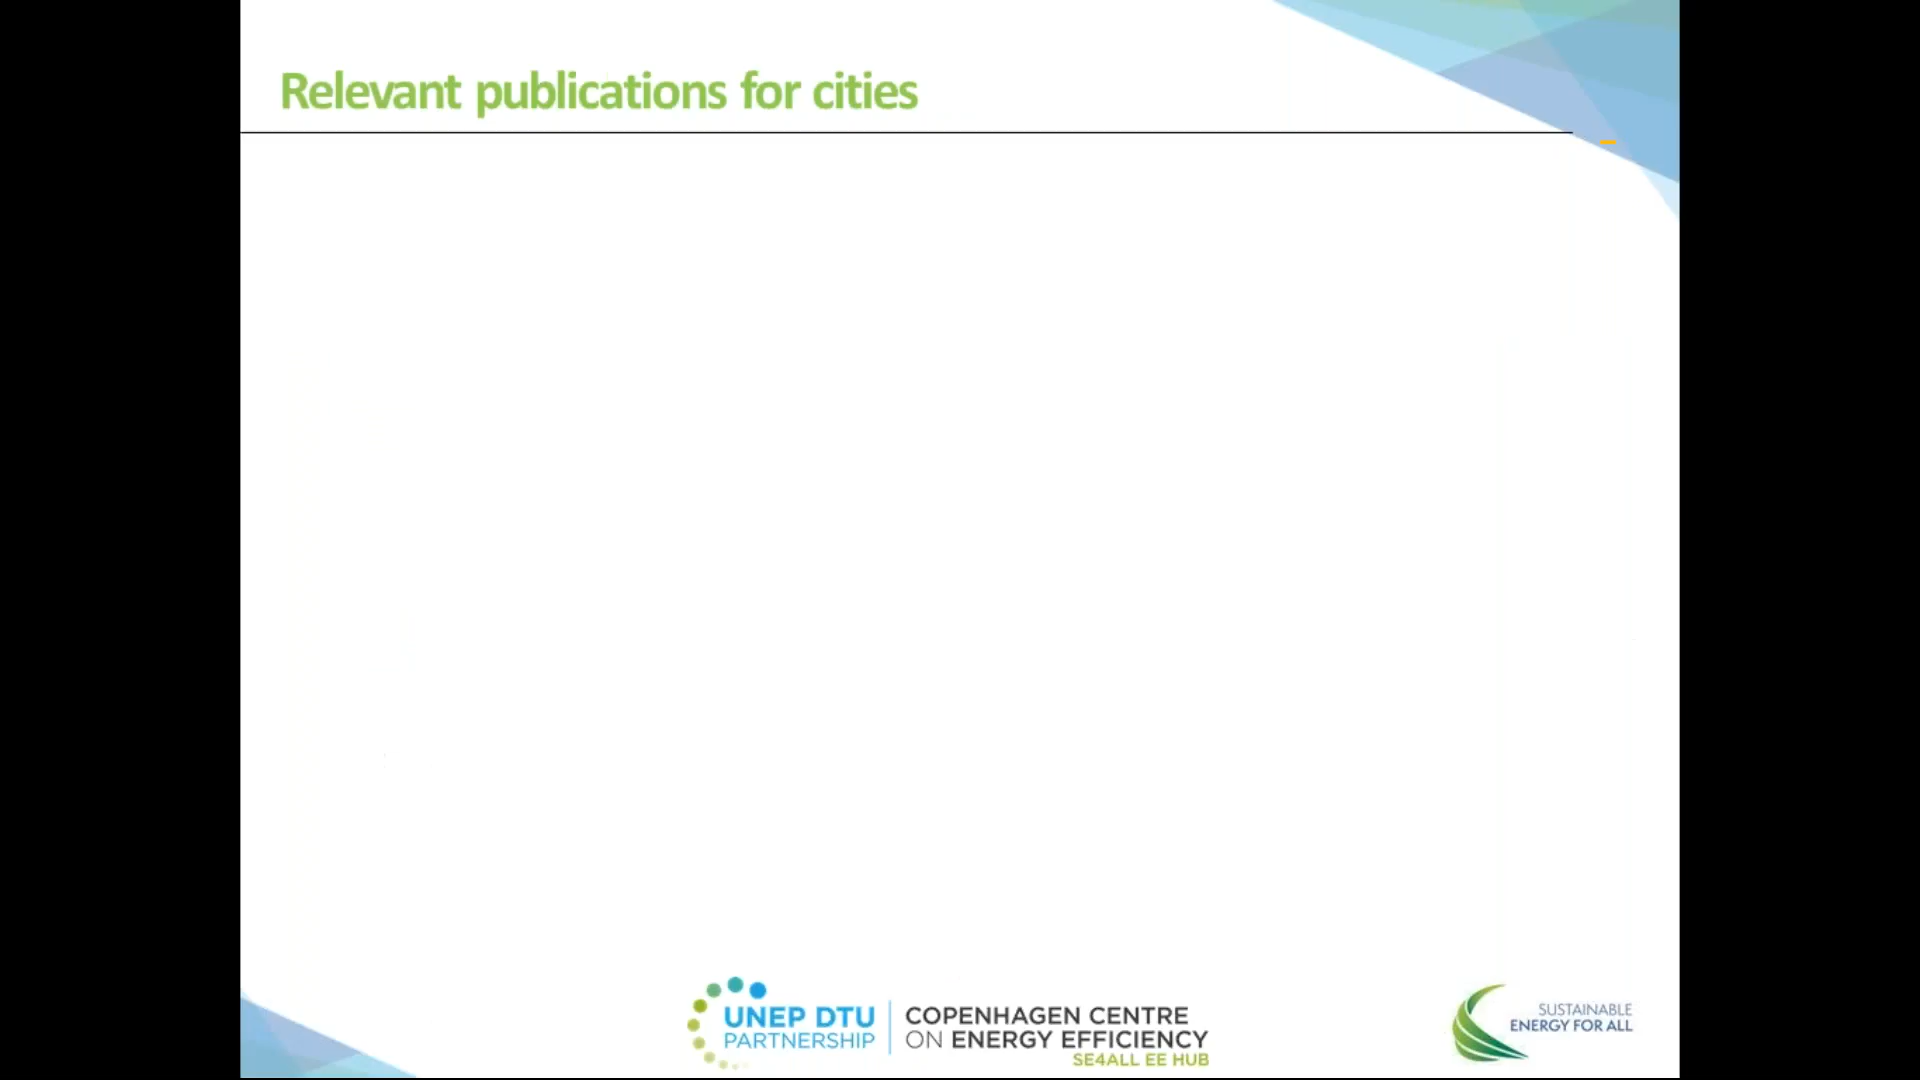 Relevant publications for cities
UNEP DTU
PARTNERSHIP
COPENHAGEN CENTRE
ON ENERGY EFFICIENCY
SE4ALL EE HUB
SUSTAINABLE
ENERGY FOR ALL